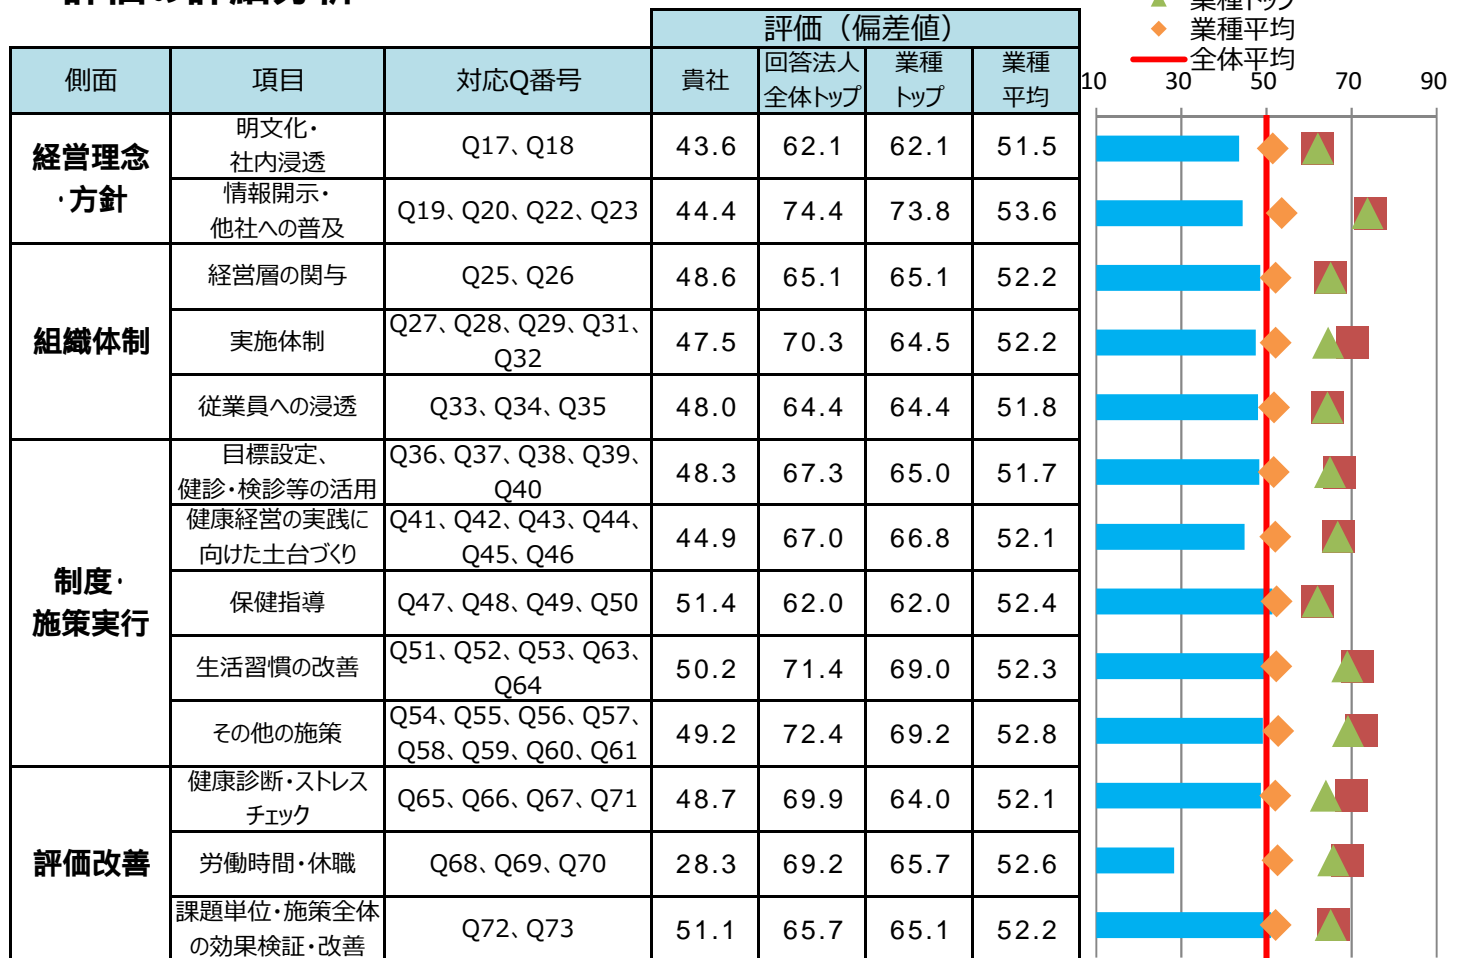 評価の詳細分析
業種トップ
業種平均
全体平均
評価（偏差値）
側面 項目 対応Q番号 貴社 回答法人 業種 業種
全体トップ トップ 平均
10 30 50 70 90
経営理念
・方針
明文化・
社内浸透
Q17、Q18 43.6 62.1 62.1 51.5
情報開示・
他社への普及
Q19、Q20、Q22、Q23 44.4 74.4 73.8 53.6
組織体制
経営層の関与 Q25、Q26 48.6 65.1 65.1 52.2
実施体制 Q27、Q28、Q29、Q31、
Q32
47.5 70.3 64.5 52.2
従業員への浸透 Q33、Q34、Q35 48.0 64.4 64.4 51.8
制度・
施策実行
目標設定、
健診・検診等の活用
Q36、Q37、Q38、Q39、
Q40
48.3 67.3 65.0 51.7
健康経営の実践に
向けた土台づくり
Q41、Q42、Q43、Q44、
Q45、Q46
44.9 67.0 66.8 52.1
保健指導 Q47、Q48、Q49、Q50 51.4 62.0 62.0 52.4
生活習慣の改善 Q51、Q52、Q53、Q63、
Q64
50.2 71.4 69.0 52.3
その他の施策 Q54、Q55、Q56、Q57、
Q58、Q59、Q60、Q61
49.2 72.4 69.2 52.8
評価改善
健康診断・ストレス
チェック
Q65、Q66、Q67、Q71 48.7 69.9 64.0 52.1
労働時間・休職 Q68、Q69、Q70 28.3 69.2 65.7 52.6
課題単位・施策全体
の効果検証・改善
Q72、Q73 51.1 65.7 65.1 52.2